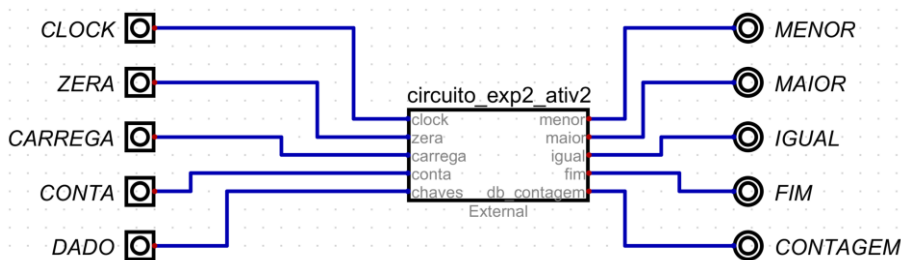 CLOCK
ZERA
CARREGA
CONTA
DADO
circuito_exp2_ativ2
clock menor
zera maior
carrega igual
conta fim
chaves db_contagem
External
MENOR
MAIOR
IGUAL
FIM
CONTAGEM